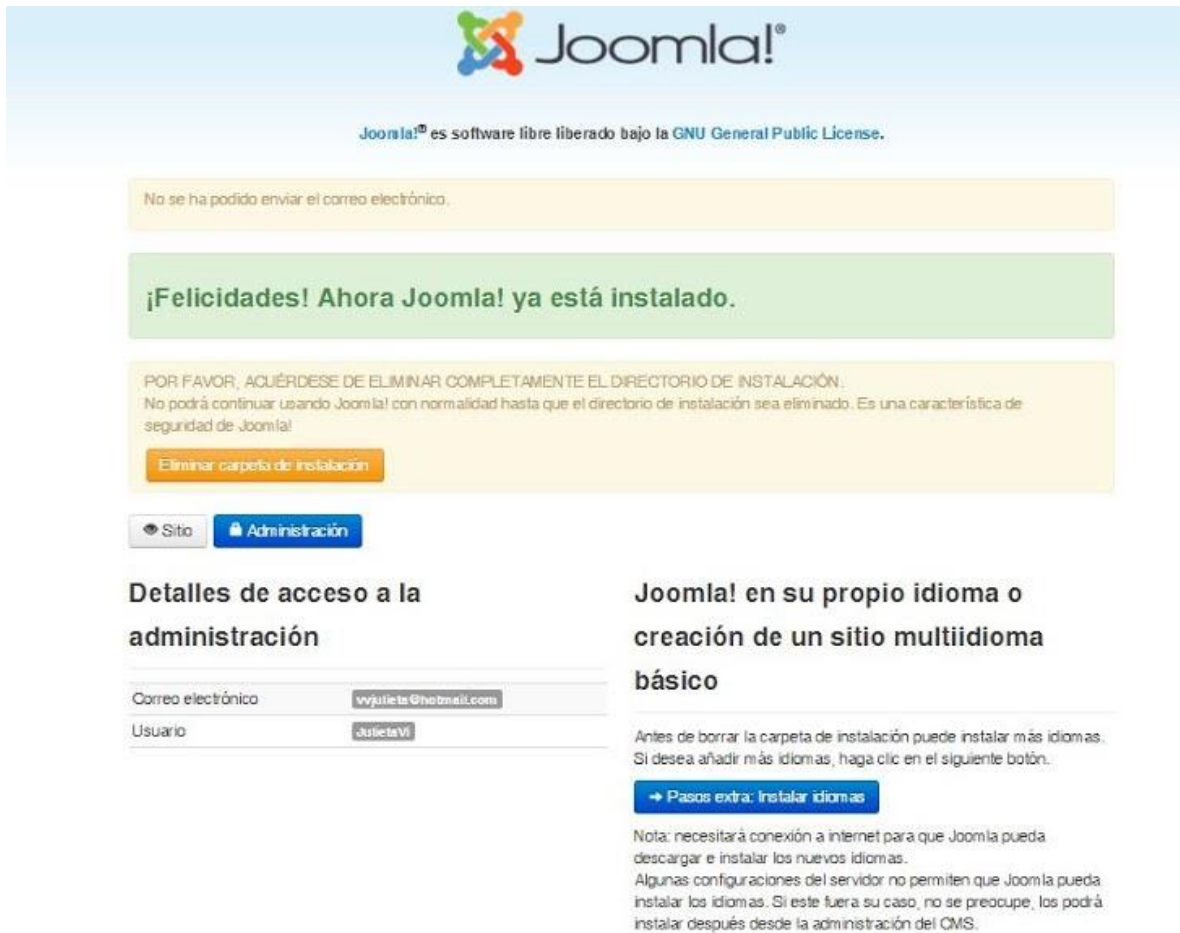 Joomla!®
Joomla!® es software libre liberado bajo la GNU General Public License.
No se ha podido enviar el correo electrónico.
¡Felicidades! Ahora Joomla! ya está instalado.
POR FAVOR, ACUÉRDESE DE ELIMINAR COMPLETAMENTE EL DIRECTORIO DE INSTALACIÓN.
No podrá continuar usando Joomla! con normalidad hasta que el directorio de instalación sea eliminado. Es una característica de
seguridad de Joomla!
Eliminar carpeta de instalación
Sitio
Administración
Detalles de acceso a la
administración
Correo electrónico vvjulieta@hotmail.com
Usuario JulietaVi
Joomla! en su propio idioma o
creación de un sitio multiidioma
básico
Antes de borrar la carpeta de instalación puede instalar más idiomas.
Si desea añadir más idiomas, haga clic en el siguiente botón.
→ Pasos extra: Instalar idiomas
Nota: necesitará conexión a internet para que Joomla pueda
descargar e instalar los nuevos idiomas.
Algunas configuraciones del servidor no permiten que Joomla pueda
instalar los idiomas. Si este fuera su caso, no se preocupe, los podrá
instalar después desde la administración del CMS.